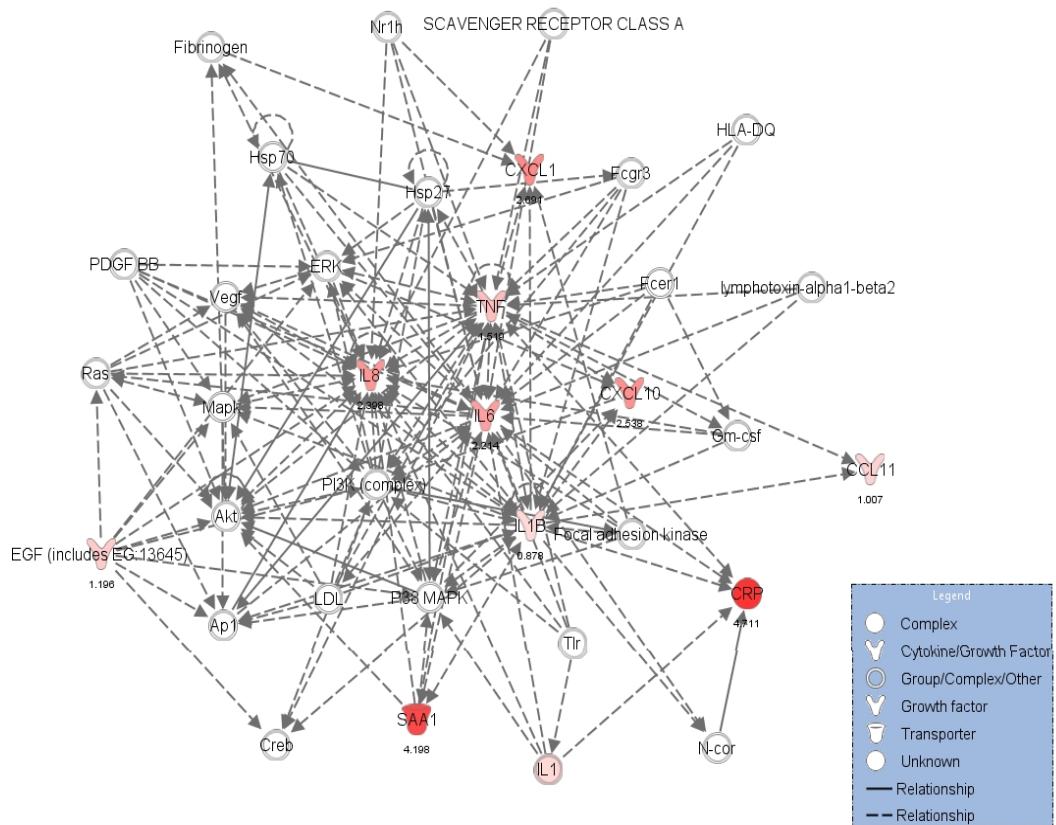 Nr1h
SCAVENGER RECEPTOR CLASS A
Fibrinogen
HLA-DQ
Hsp70
CXCL1
2.691
Fcgr3
Hsp27
PDGF BB
ERK
Vegf
TNF
1.519
Fcer1
lymphotoxin-alpha1-beta2
Ras
IL8
2.398
Mapk
IL6
2.214
CXCL10
2.538
Gm-csf
CCL11
1.007
PI3K (complex)
Akt
IL1B
0.878
Focal adhesion kinase
EGF (includes EG:13645)
1.196
LDL
P38 MAPK
CRP
4.711
Ap1
Tlr
SAA1
4.198
Creb
N-cor
IL1
Legend
Complex
Cytokine/Growth Factor
Group/Complex/Other
Growth factor
Transporter
Unknown
Relationship
Relationship